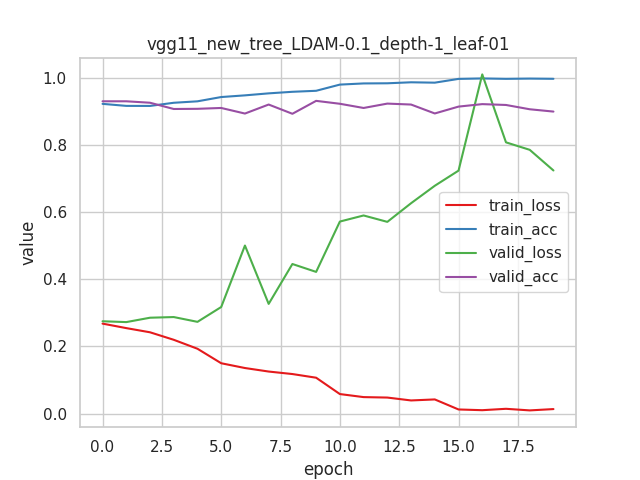 vgg11_new_tree_LDAM-0.1_depth-1_leaf-01
1.0
0.8
0.6
0.4
0.2
0.0
value
train_loss
train_acc
valid_loss
valid_acc
0.0 2.5 5.0 7.5 10.0 12.5 15.0 17.5
epoch